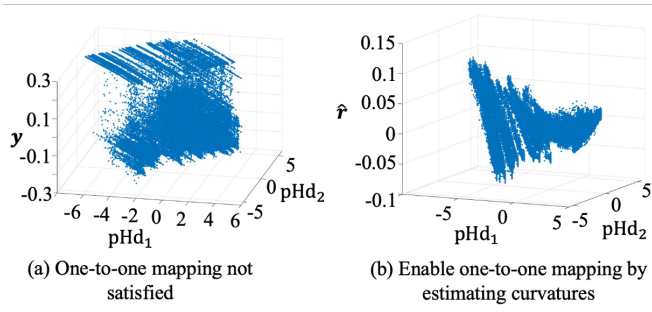 0.3
0.1
-0.1
-0.3
y
-6 -4 -2 0 2 4 6
-5 0 5
pHd₁
pHd₂
(a) One-to-one mapping not
satisfied
0.15
0.1
0.05
0
-0.05
-0.1
r̂
-5 0 5
-5 0 5
pHd₁
pHd₂
(b) Enable one-to-one mapping by
estimating curvatures